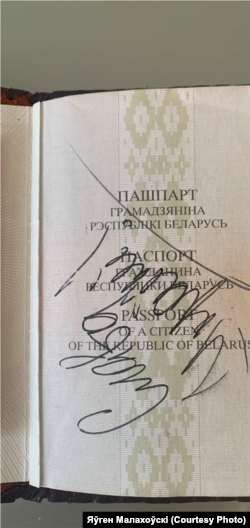 ПАШПАРТ
ГРАМАДЗЯНІНА
РЭСПУБЛІКІ БЕЛАРУСЬ
ПАСПОРТ
ГРАЖДАНИНА
РЕСПУБЛИКИ БЕЛАРУСЬ
PASSPORT
OF A CITIZEN
OF THE REPUBLIC OF BELARUS
Яўген Малахоўскі (Courtesy Photo)